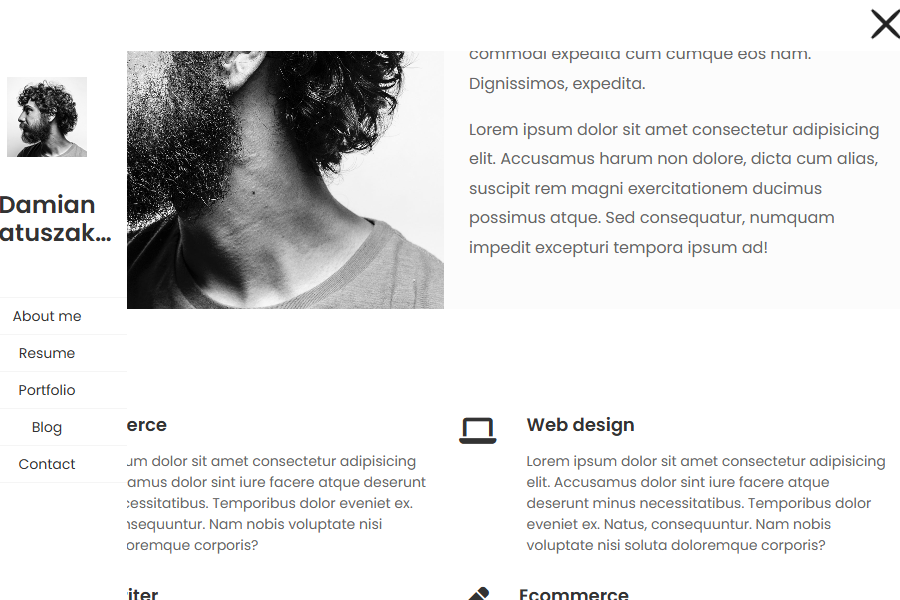 Damian
atuszak...
About me
Resume
Portfolio
Blog
Contact
commodi expedita cum cumque eos nam.
Dignissimos, expedita.
Lorem ipsum dolor sit amet consectetur adipisicing
elit. Accusamus harum non dolore, dicta cum alias,
suscipit rem magni exercitationem ducimus
possimus atque. Sed consequatur, numquam
impedit excepturi tempora ipsum ad!
erce
um dolor sit amet consectetur adipisicing
amus dolor sint iure facere atque deserunt
cessitatibus. Temporibus dolor eveniet ex.
nsequuntur. Nam nobis voluptate nisi
oremque corporis?
Web design
Lorem ipsum dolor sit amet consectetur adipisicing
elit. Accusamus dolor sint iure facere atque
deserunt minus necessitatibus. Temporibus dolor
eveniet ex. Natus, consequuntur. Nam nobis
voluptate nisi soluta doloremque corporis?
iter
Ecommerce